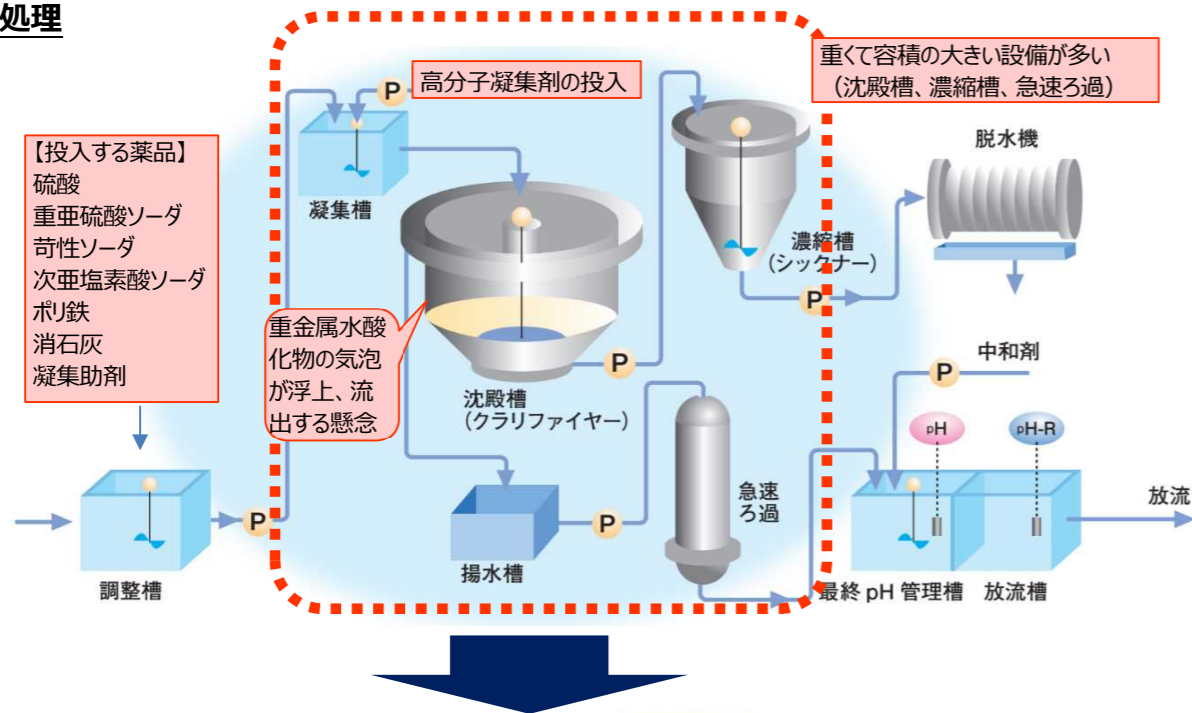 処理
重くて容積の大きい設備が多い
（沈殿槽、濃縮槽、急速ろ過）
P
高分子凝集剤の投入
【投入する薬品】
硫酸
重亜硫酸ソーダ
苛性ソーダ
次亜塩素酸ソーダ
ポリ鉄
消石灰
凝集助剤
凝集槽
脱水機
濃縮槽
（シックナー）
P
重金属水酸
化物の気泡
が浮上、流
出する懸念
P
沈殿槽
（クラリファイヤー）
中和剤
P
pH
pH-R
急速
ろ過
P
P
放流
調整槽
揚水槽
最終 pH 管理槽
放流槽